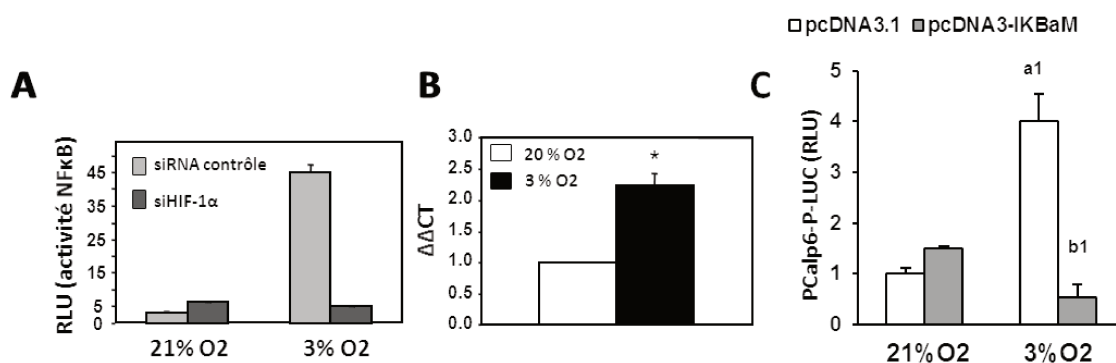 pcDNA3.1 pcDNA3-IKBaM
A
siRNA contrôle
siHIF-1α
RLU (activité NFκB)
45
35
25
15
5
0
21% O2 3% O2
B
20 % O2
3 % O2
*
ΔΔCT
3.0
2.5
2.0
1.5
1.0
0.5
0.0
C
PCalp6-P-LUC (RLU)
5
4
3
2
1
0
a1
b1
21% O2 3% O2